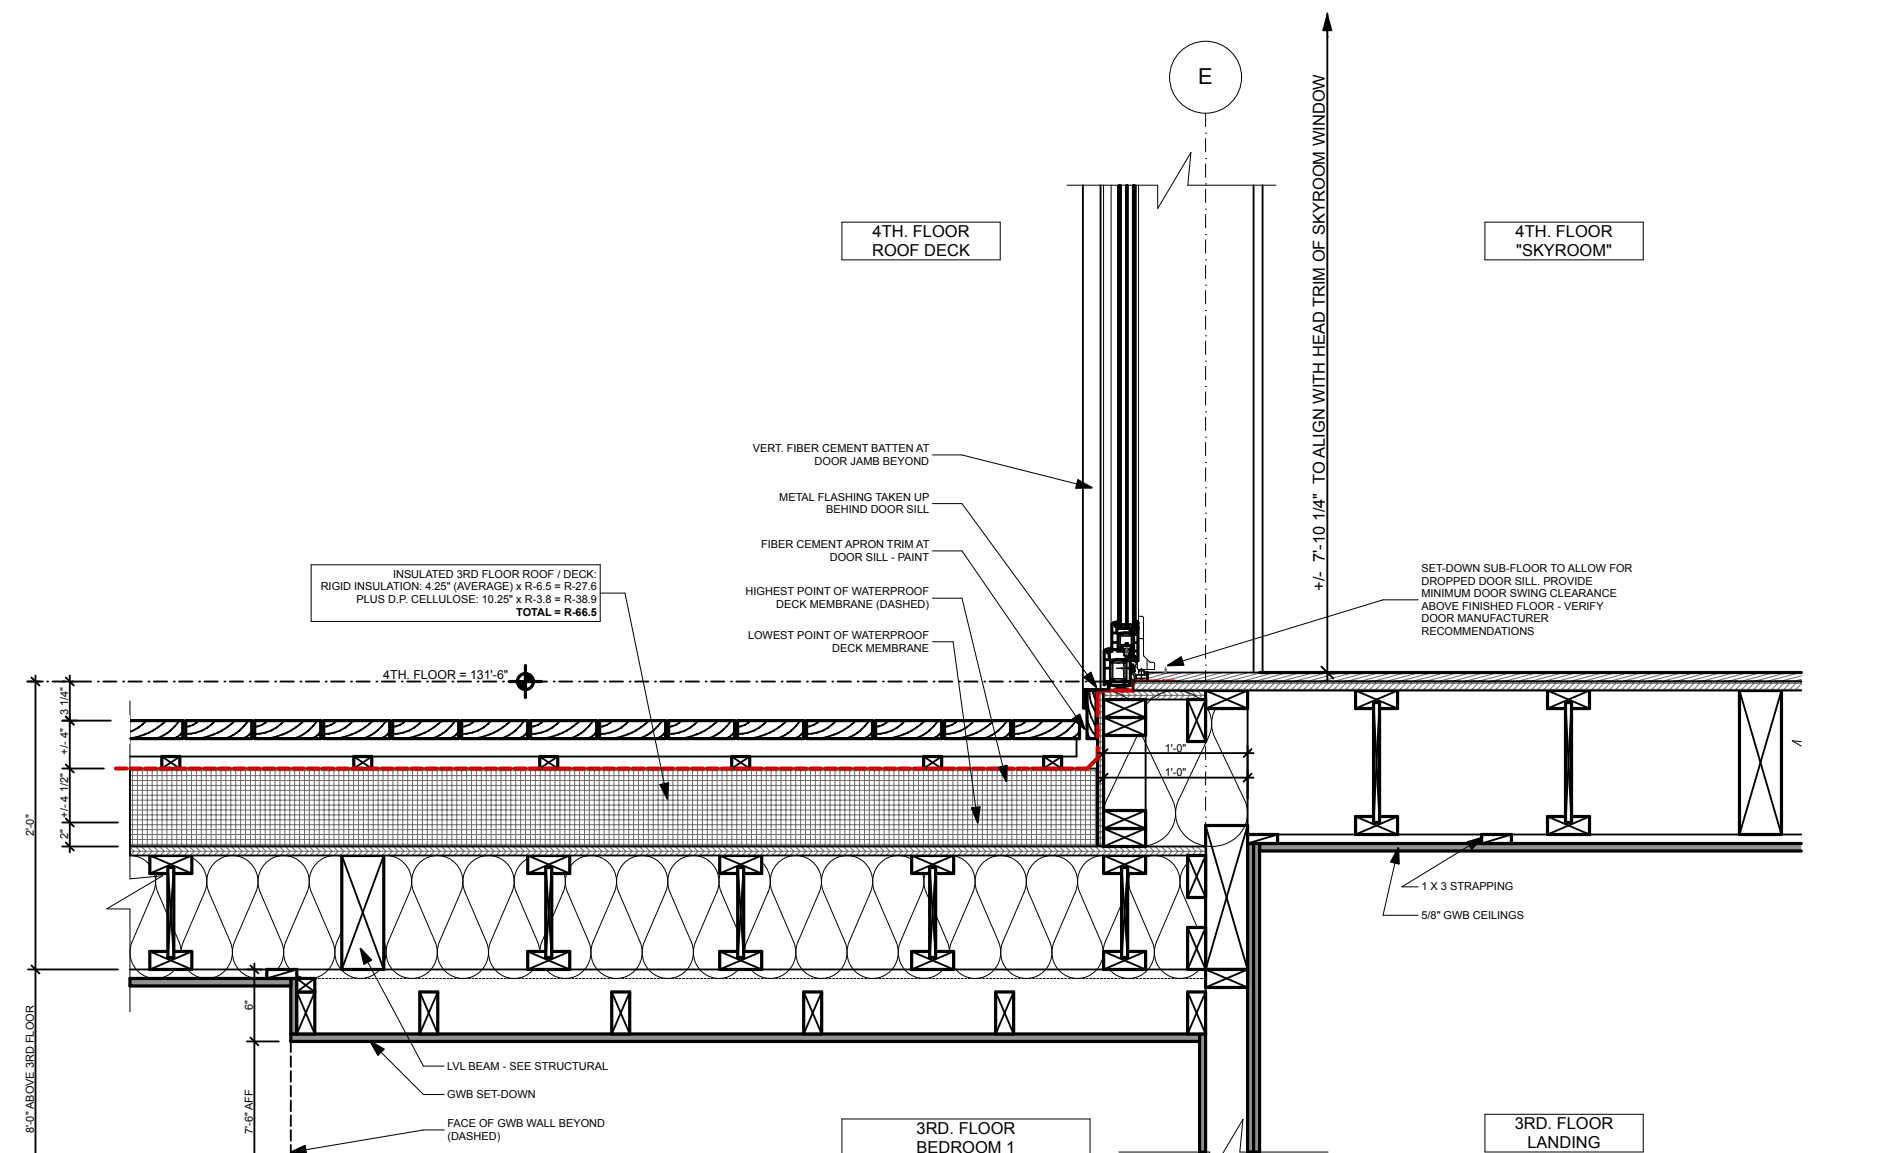 E
+/- 7'-10 1/4" TO ALIGN WITH HEAD TRIM OF SKYROOM WINDOW
4TH. FLOOR
ROOF DECK
4TH. FLOOR
"SKYROOM"
VERT. FIBER CEMENT BATTEN AT
DOOR JAMB BEYOND
METAL FLASHING TAKEN UP
BEHIND DOOR SILL
FIBER CEMENT APRON TRIM AT
DOOR SILL - PAINT
HIGHEST POINT OF WATERPROOF
DECK MEMBRANE (DASHED)
LOWEST POINT OF WATERPROOF
DECK MEMBRANE
INSULATED 3RD FLOOR ROOF / DECK:
RIGID INSULATION: 4.25" (AVERAGE) x R-6.5 = R-27.6
PLUS D.P. CELLULOSE: 10.25" x R-3.8 = R-38.9
TOTAL = R-66.5
SET-DOWN SUB-FLOOR TO ALLOW FOR
DROPPED DOOR SILL. PROVIDE
MINIMUM DOOR SWING CLEARANCE
ABOVE FINISHED FLOOR - VERIFY
DOOR MANUFACTURER
RECOMMENDATIONS
4TH. FLOOR = 131'-6"
3 1/4"
+/- 4"
+/- 4 1/2"
2"
2'-0"
1'-0"
1'-0"
1 X 3 STRAPPING
5/8" GWB CEILINGS
6"
8'-0" ABOVE 3RD FLOOR
7'-6" AFF
LVL BEAM - SEE STRUCTURAL
GWB SET-DOWN
FACE OF GWB WALL BEYOND
(DASHED)
3RD. FLOOR
BEDROOM 1
3RD. FLOOR
LANDING